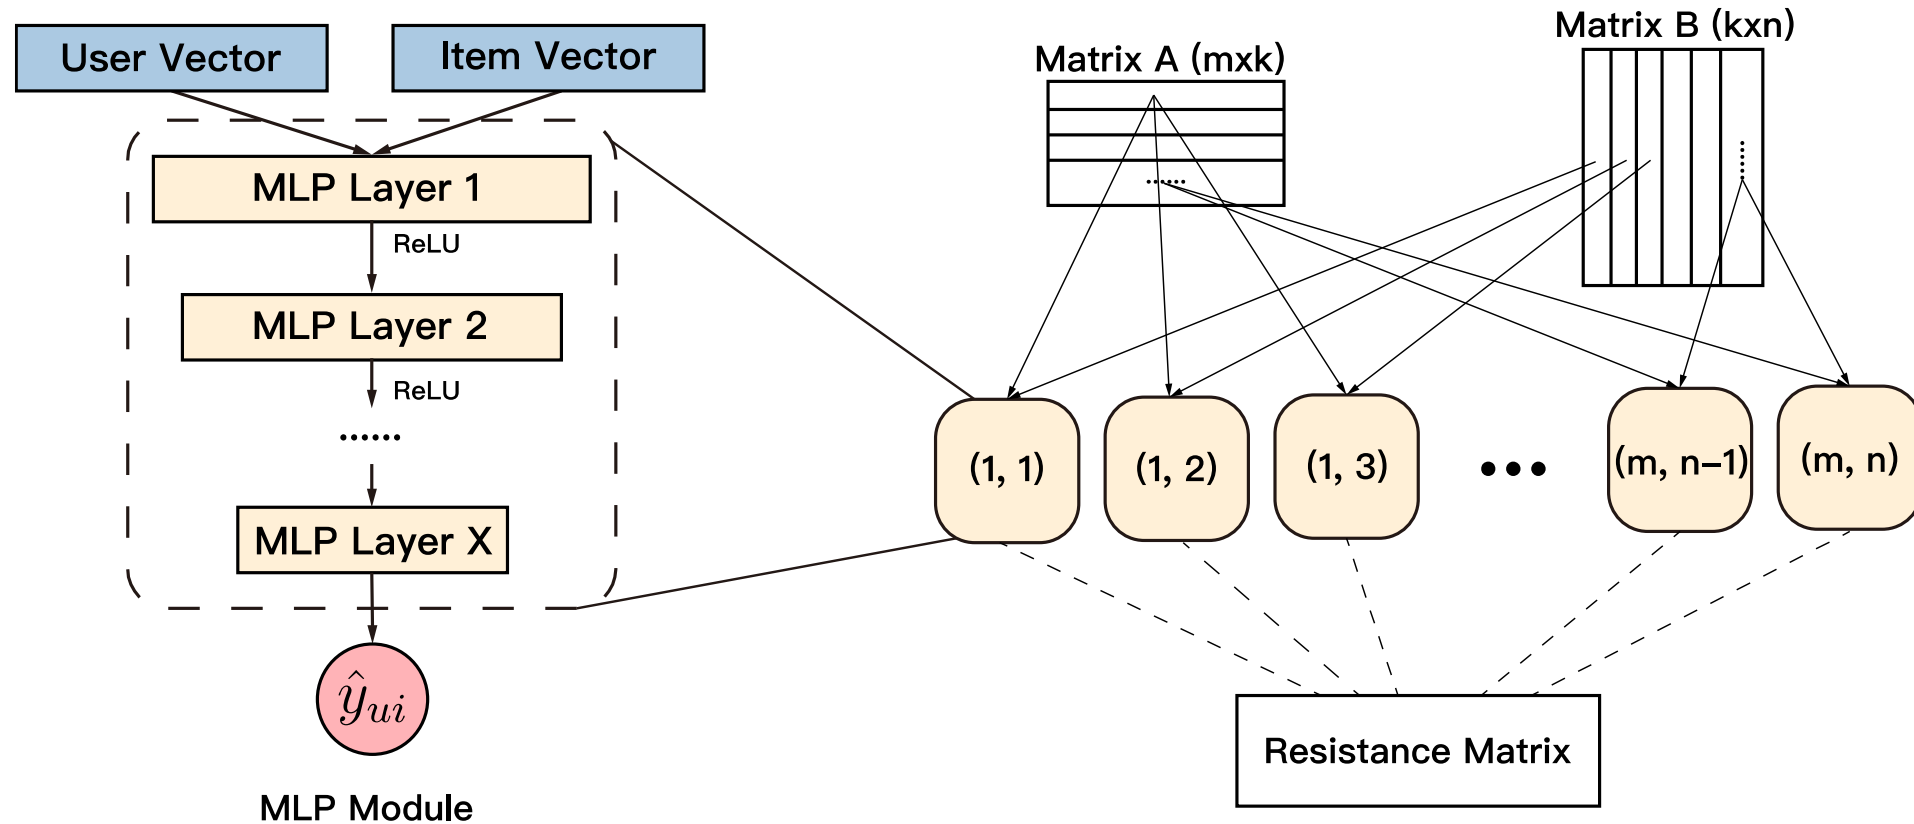 User Vector
Item Vector
MLP Layer 1
ReLU
MLP Layer 2
ReLU
......
MLP Layer X
ŷui
MLP Module
Matrix A (mxk)
......
Matrix B (kxn)
......
(1, 1)
(1, 2)
(1, 3)
•••
(m, n-1)
(m, n)
Resistance Matrix